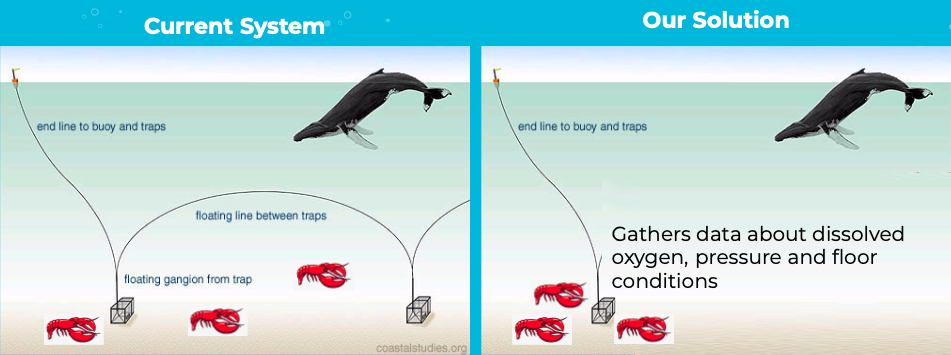 Current System
end line to buoy and traps
floating line between traps
floating gangion from trap
coastalstudies.org
Our Solution
end line to buoy and traps
Gathers data about dissolved
oxygen, pressure and floor
conditions